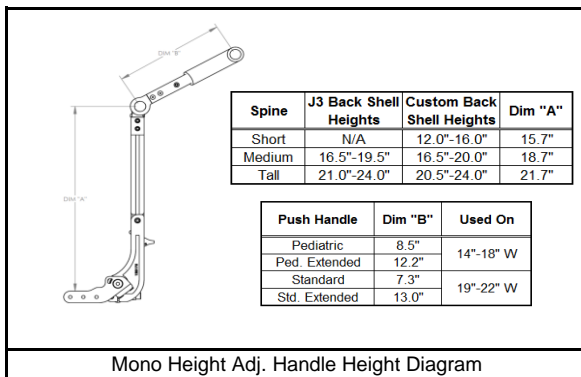 DIM "B"
DIM "A"
Spine J3 Back Shell Heights Custom Back Shell Heights Dim "A"
Short N/A 12.0"-16.0" 15.7"
Medium 16.5"-19.5" 16.5"-20.0" 18.7"
Tall 21.0"-24.0" 20.5"-24.0" 21.7"
Push Handle Dim "B" Used On
Pediatric 8.5" 14"-18" W
Ped. Extended 12.2"
Standard 7.3" 19"-22" W
Std. Extended 13.0"
Mono Height Adj. Handle Height Diagram